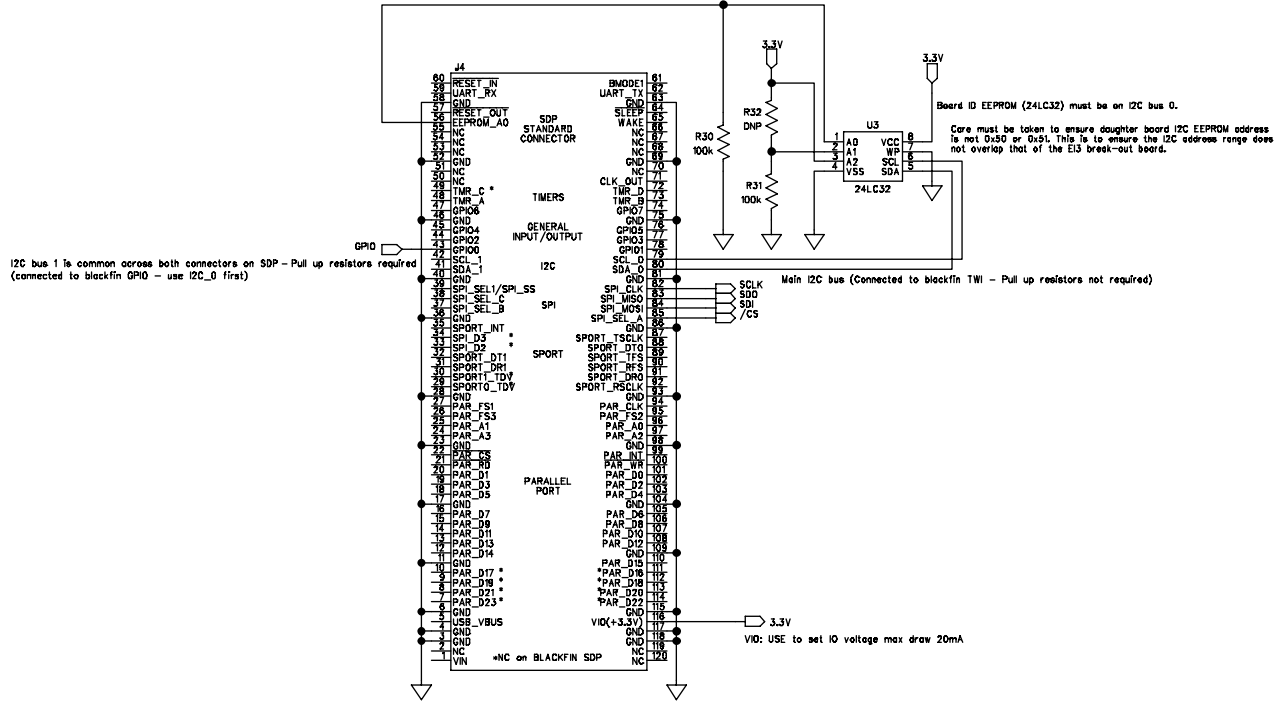 J4
60 RESET_IN BMODE1 61
59 UART_RX UART_TX 62
58 GND GND 63
57 RESET_OUT SLEEP 64
56 EEPROM_A0 WAKE 65
55 NC NC 66
54 NC NC 67
53 NC NC 68
52 GND GND 69
51 NC NC 70
50 NC CLK_OUT 71
49 TMR_C * TMR_D 72
48 TMR_A TMR_B 73
47 GPIO6 GPIO7 74
46 GND GND 75
45 GPIO4 GPIO5 76
44 GPIO2 GPIO3 77
43 GPIO0 GPIO1 78
42 SCL_1 SCL_0 79
41 SDA_1 SDA_0 80
40 GND GND 81
39 SPI_SEL1/SPI_SS SPI_CLK 82
38 SPI_SEL_C SPI_MISO 83
37 SPI_SEL_B SPI_MOSI 84
36 GND SPI_SEL_A 85
35 SPORT_INT GND 86
34 SPI_D3 * SPORT_TSCLK 87
33 SPI_D2 * SPORT_DT0 88
32 SPORT_DT1 SPORT_TFS 89
31 SPORT_DR1 SPORT_RFS 90
30 SPORT1_TDV* SPORT_DR0 91
29 SPORT0_TDV* SPORT_RSCLK 92
28 GND GND 93
27 PAR_FS1 PAR_CLK 94
26 PAR_FS3 PAR_FS2 95
25 PAR_A1 PAR_A0 96
24 PAR_A3 PAR_A2 97
23 GND GND 98
22 PAR_CS PAR_INT 99
21 PAR_RD PAR_WR 100
20 PAR_D1 PAR_D0 101
19 PAR_D3 PAR_D2 102
18 PAR_D5 PAR_D4 103
17 GND GND 104
16 PAR_D7 PAR_D6 105
15 PAR_D9 PAR_D8 106
14 PAR_D11 PAR_D10 107
13 PAR_D13 PAR_D12 108
12 PAR_D14 GND 109
11 GND PAR_D15 110
10 PAR_D17 * *PAR_D16 111
9 PAR_D19 * *PAR_D18 112
8 PAR_D21 * *PAR_D20 113
7 PAR_D23 * *PAR_D22 114
6 GND GND 115
5 USB_VBUS VIO(+3.3V) 116
4 GND GND 117
3 GND GND 118
2 NC NC 119
1 VIN NC 120
SDP
STANDARD
CONNECTOR
TIMERS
GENERAL
INPUT/OUTPUT
I2C
SPI
SPORT
PARALLEL
PORT
*NC on BLACKFIN SDP
GPIO
I2C bus 1 is common across both connectors on SDP - Pull up resistors required
(connected to blackfin GPIO - use I2C_0 first)
R30
100k
3.3V
R32
DNP
R31
100k
3.3V
Board ID EEPROM (24LC32) must be on I2C bus 0.
Care must be taken to ensure daughter board I2C EEPROM address
is not 0x50 or 0x51. This is to ensure the I2C address range does
not overlap that of the EI3 break-out board.
U3
1 A0 VCC 8
2 A1 WP 7
3 A2 SCL 6
4 VSS SDA 5
24LC32
Main I2C bus (Connected to blackfin TWI - Pull up resistors not required)
SCLK
SDO
SDI
/CS
3.3V
VIO: USE to set IO voltage max draw 20mA